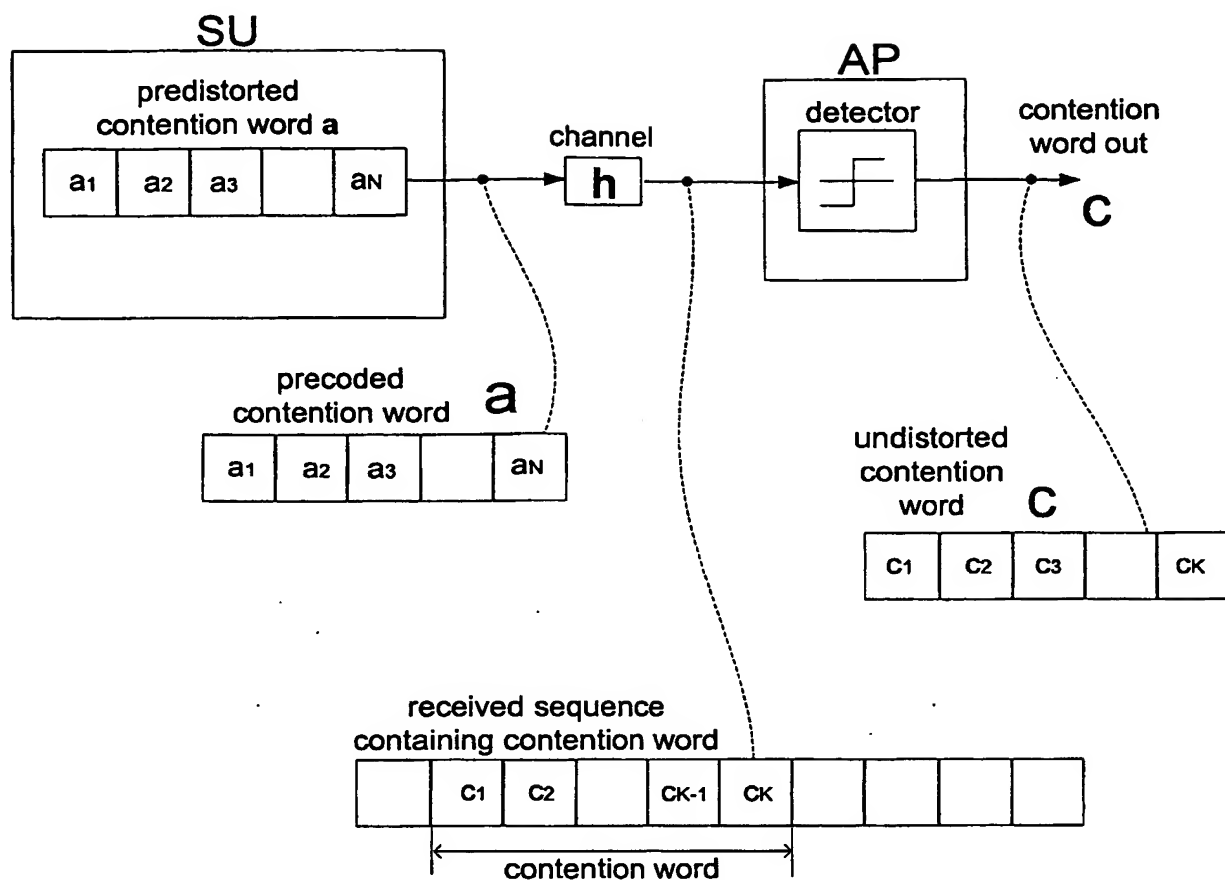 SU
predistorted
contention word a
a1 a2 a3 aN
channel
h
AP
detector
contention
word out
C
precoded
contention word a
a1 a2 a3 aN
undistorted
contention
word C
C1 C2 C3 CK
received sequence
containing contention word
C1 C2 CK-1 CK
contention word